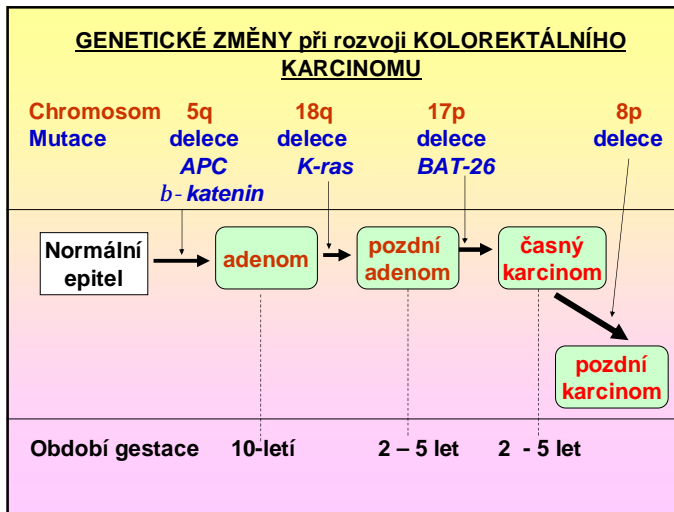 GENETICKÉ ZMĚNY při rozvoji KOLOREKTÁLNÍHO
KARCINOMU
Chromosom 5q 18q 17p 8p
Mutace delece delece delece delece
APC K-ras BAT-26
b- katenin
Normální
epitel
adenom
pozdní
adenom
časný
karcinom
pozdní
karcinom
Období gestace 10-letí 2 – 5 let 2 - 5 let